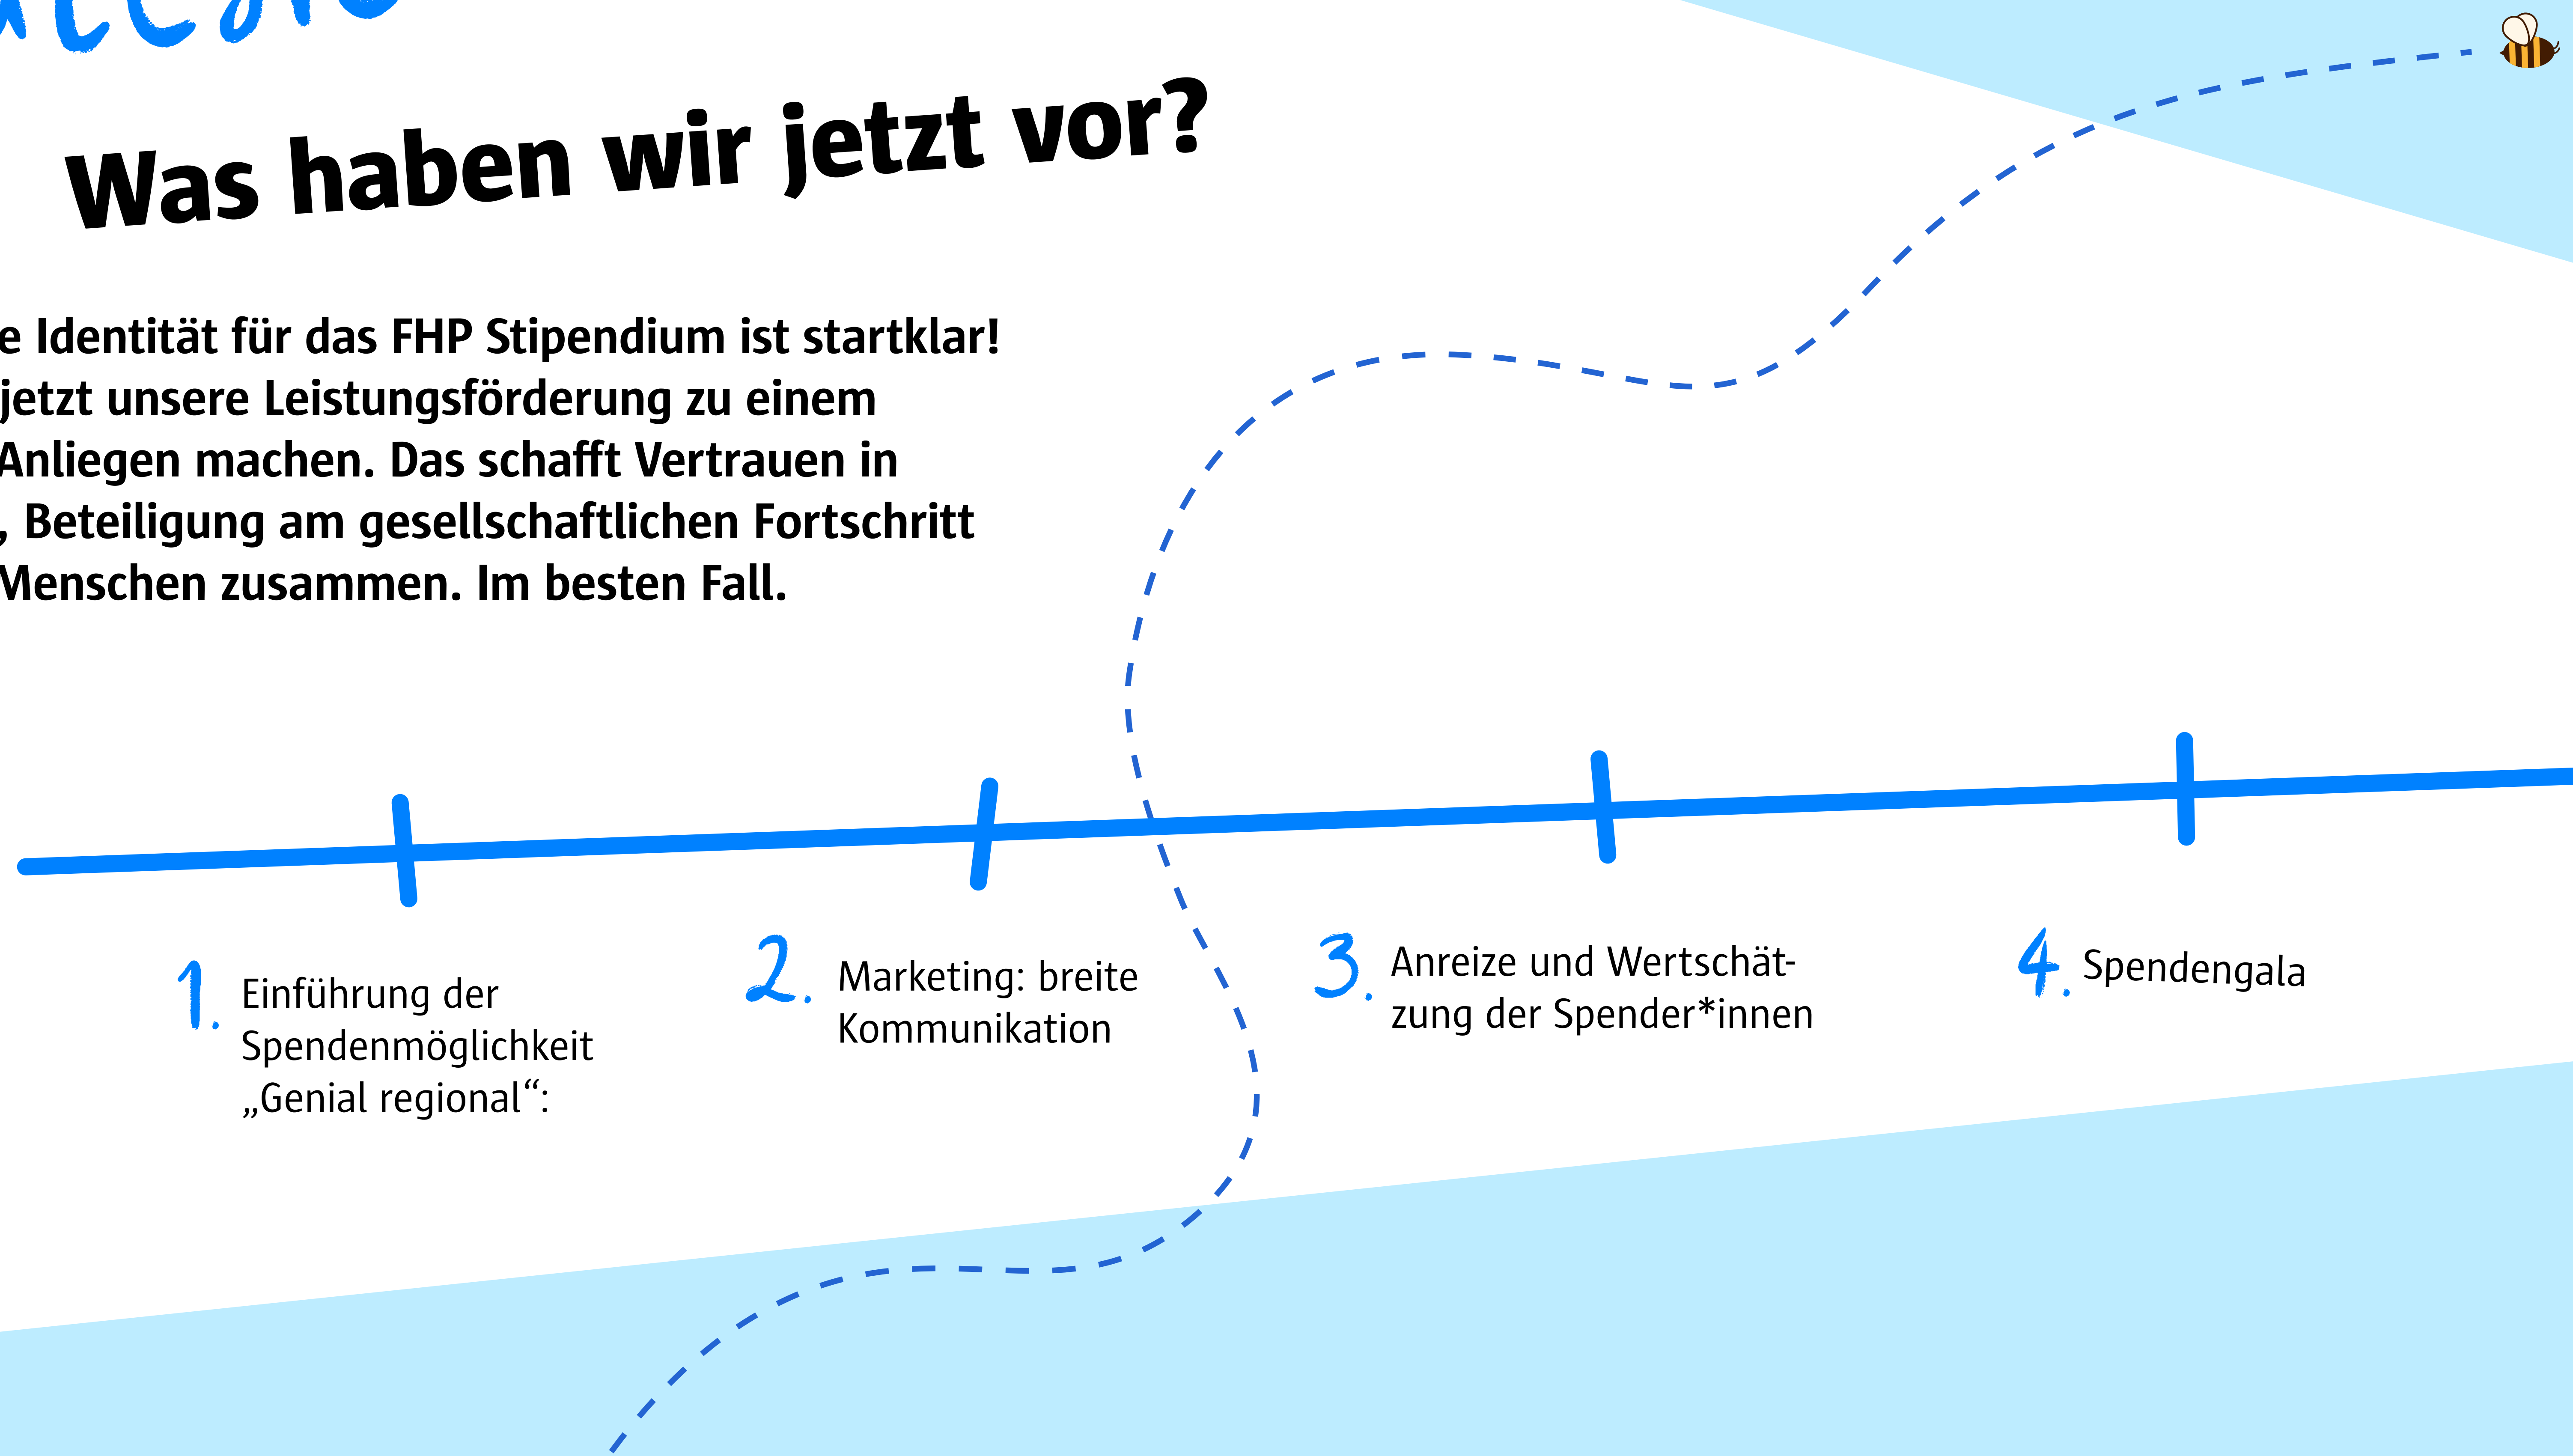 Was haben wir jetzt vor?
Identität für das FHP Stipendium ist startklar!
jetzt unsere Leistungsförderung zu einem
Anliegen machen. Das schafft Vertrauen in
, Beteiligung am gesellschaftlichen Fortschritt
Menschen zusammen. Im besten Fall.
1. Einführung der
Spendenmöglichkeit
„Genial regional“:
2. Marketing: breite
Kommunikation
3. Anreize und Wertschät-
zung der Spender*innen
4. Spendengala